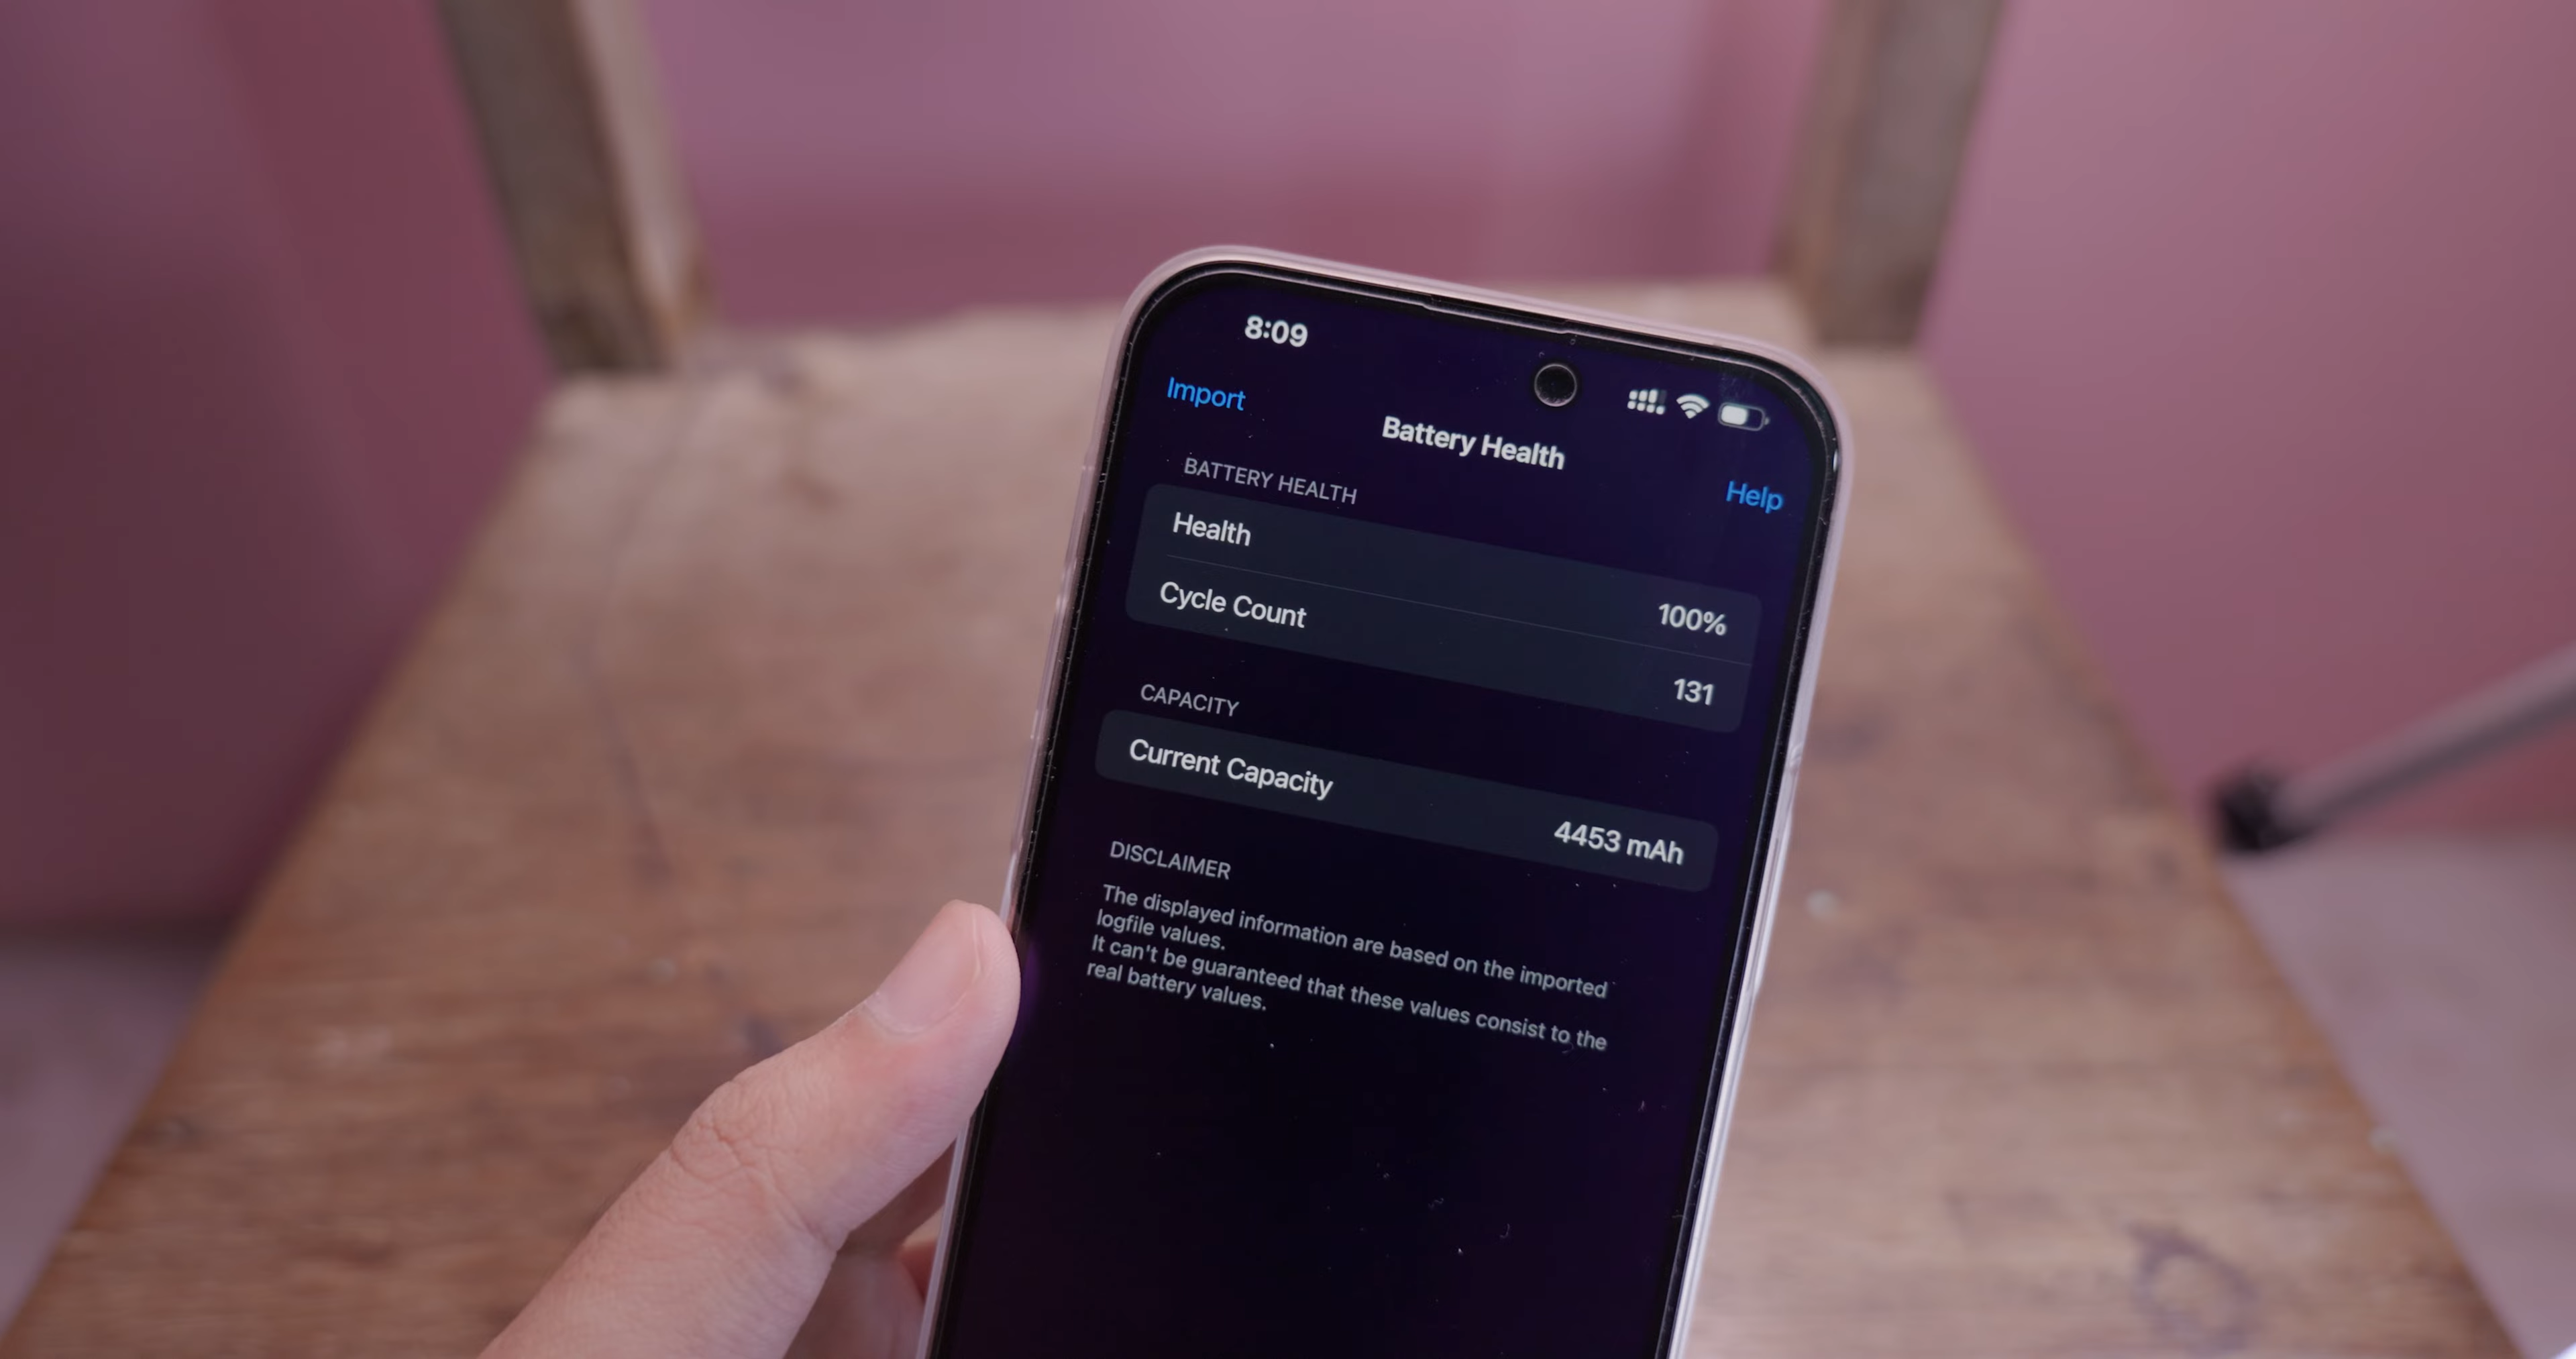 8:09
Import
Battery Health
Help
BATTERY HEALTH
Health 100%
Cycle Count 131
CAPACITY
Current Capacity 4453 mAh
DISCLAIMER
The displayed information are based on the imported
logfile values.
It can't be guaranteed that these values consist to the
real battery values.